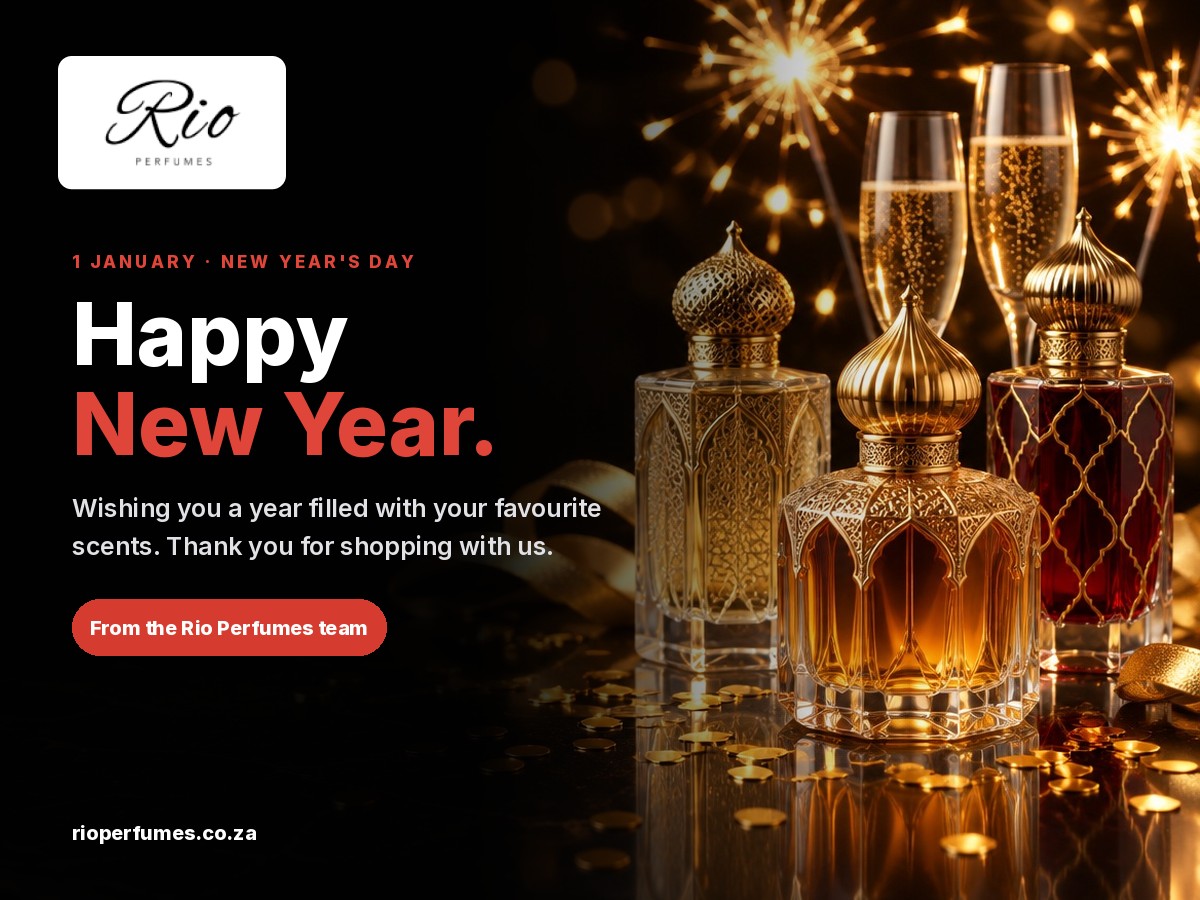 Rio
PERFUMES
1 JANUARY · NEW YEAR'S DAY
Happy
New Year.
Wishing you a year filled with your favourite
scents. Thank you for shopping with us.
From the Rio Perfumes team
rioperfumes.co.za